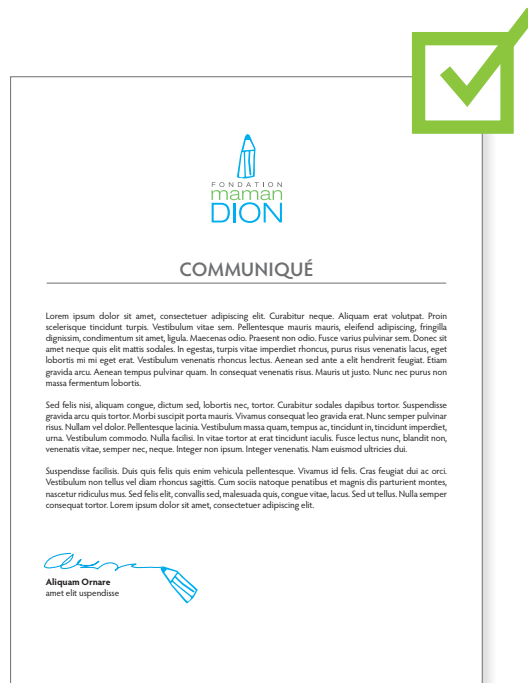 FONDATION
maman
DION
COMMUNIQUÉ
Lorem ipsum dolor sit amet, consectetuer adipiscing elit. Curabitur neque. Aliquam erat volutpat. Proin
scelerisque tincidunt turpis. Vestibulum vitae sem. Pellentesque mauris mauris, eleifend adipiscing, fringilla
dignissim, condimentum sit amet, ligula. Maecenas odio. Praesent non odio. Fusce varius pulvinar sem. Donec sit
amet neque quis elit mattis sodales. In egestas, turpis vitae imperdiet rhoncus, purus risus venenatis lacus, eget
lobortis mi mi eget erat. Vestibulum venenatis rhoncus lectus. Aenean sed ante a elit hendrerit feugiat. Etiam
gravida arcu. Aenean tempus pulvinar quam. In consequat venenatis risus. Mauris ut justo. Nunc nec purus non
massa fermentum lobortis.
Sed felis nisi, aliquam congue, dictum sed, lobortis nec, tortor. Curabitur sodales dapibus tortor. Suspendisse
gravida arcu quis tortor. Morbi suscipit porta mauris. Vivamus consequat leo gravida erat. Nunc semper pulvinar
risus. Nullam vel dolor. Pellentesque lacinia. Vestibulum massa quam, tempus ac, tincidunt in, tincidunt imperdiet,
urna. Vestibulum commodo. Nulla facilisi. In vitae tortor at erat tincidunt iaculis. Fusce lectus nunc, blandit non,
venenatis vitae, semper nec, neque. Integer non ipsum. Integer venenatis. Nam euismod ultricies dui.
Suspendisse facilisis. Duis quis felis quis enim vehicula pellentesque. Vivamus id felis. Cras feugiat dui ac orci.
Vestibulum non tellus vel diam rhoncus sagittis. Cum sociis natoque penatibus et magnis dis parturient montes,
nascetur ridiculus mus. Sed felis elit, convallis sed, malesuada quis, congue vitae, lacus. Sed ut tellus. Nulla semper
consequat tortor. Lorem ipsum dolor sit amet, consectetuer adipiscing elit.
Aliquam Ornare
amet elit uspendisse